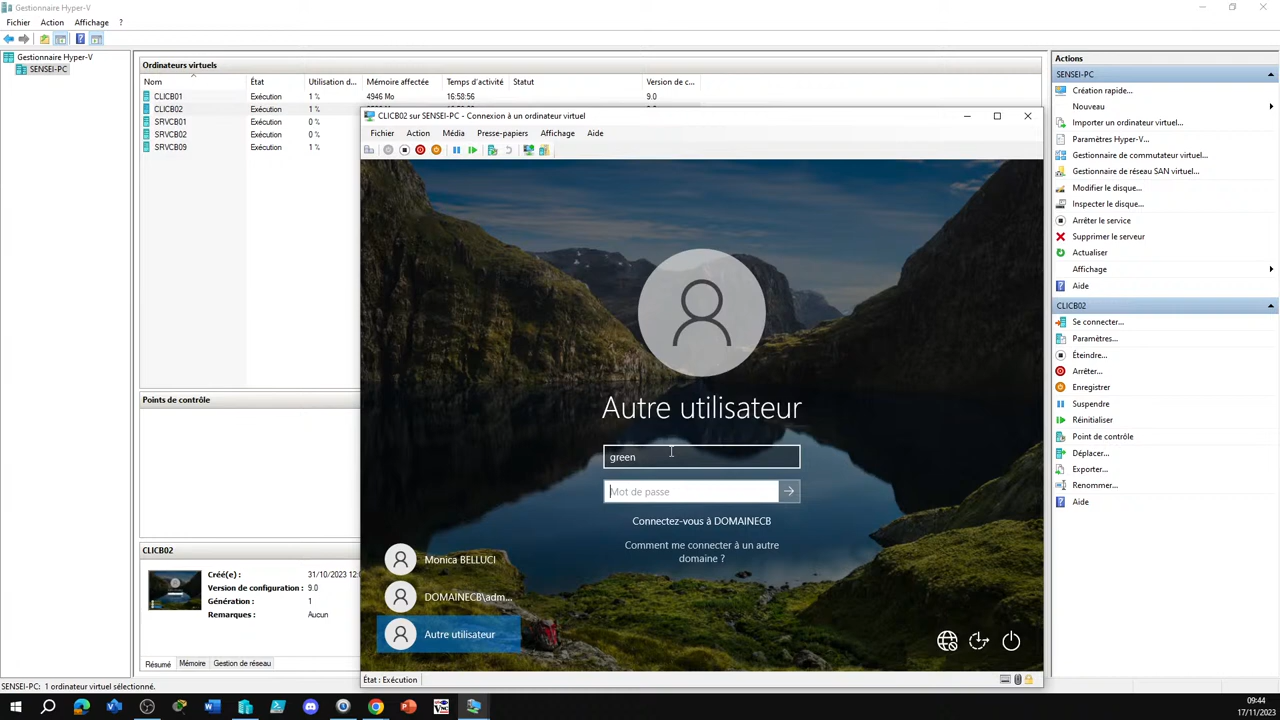 Gestionnaire Hyper-V
Fichier Action Affichage ?
Gestionnaire Hyper-V
SENSEI-PC
Ordinateurs virtuels
Nom État Utilisation d... Mémoire affectée Temps d'activité Statut Version de c...
CLICB01 Exécution 1 % 4946 Mo 16:58:56 9.0
CLICB02 Exécution 1 %
SRVCB01 Exécution 0 %
SRVCB02 Exécution 0 %
SRVCB09 Exécution 1 %
Points de contrôle
CLICB02
Créé(e) : 31/10/2023 12:0
Version de configuration : 9.0
Génération : 1
Remarques : Aucun
Résumé Mémoire Gestion de réseau
SENSEI-PC: 1 ordinateur virtuel sélectionné.
CLICB02 sur SENSEI-PC - Connexion à un ordinateur virtuel
Fichier Action Média Presse-papiers Affichage Aide
Autre utilisateur
green
Mot de passe
Connectez-vous à DOMAINECB
Comment me connecter à un autre
domaine ?
Monica BELLUCI
DOMAINECB\adm...
Autre utilisateur
État : Exécution
Actions
SENSEI-PC
Création rapide...
Nouveau
Importer un ordinateur virtuel...
Paramètres Hyper-V...
Gestionnaire de commutateur virtuel...
Gestionnaire de réseau SAN virtuel...
Modifier le disque...
Inspecter le disque...
Arrêter le service
Supprimer le serveur
Actualiser
Affichage
Aide
CLICB02
Se connecter...
Paramètres...
Éteindre...
Arrêter...
Enregistrer
Suspendre
Réinitialiser
Point de contrôle
Déplacer...
Exporter...
Renommer...
Aide
09:44
17/11/2023